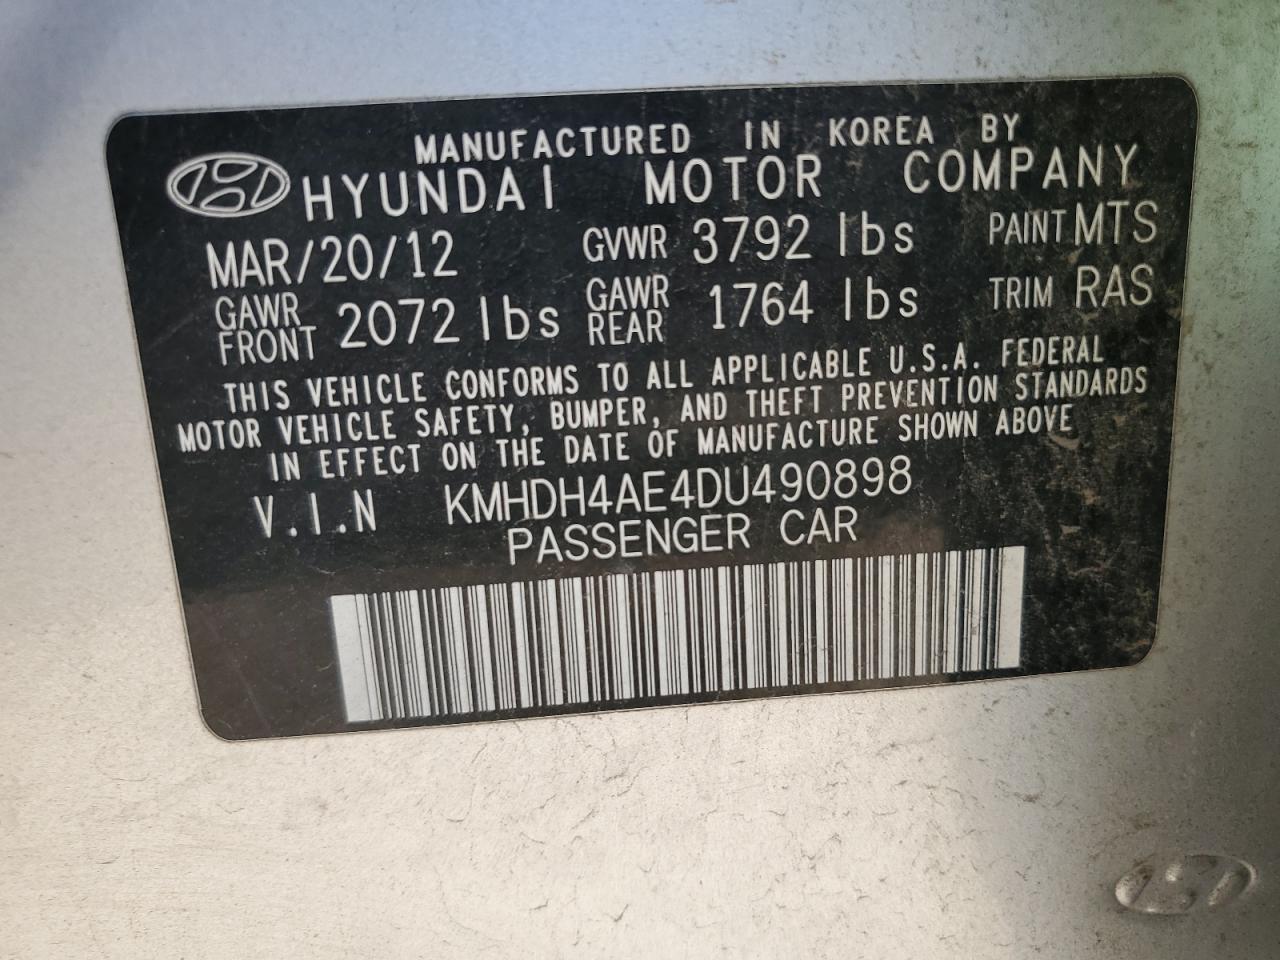 MANUFACTURED IN KOREA BY
HYUNDAI MOTOR COMPANY
MAR/20/12 GVWR 3792 lbs PAINT MTS
GAWR FRONT 2072 lbs GAWR REAR 1764 lbs TRIM RAS
THIS VEHICLE CONFORMS TO ALL APPLICABLE U.S.A. FEDERAL
MOTOR VEHICLE SAFETY, BUMPER, AND THEFT PREVENTION STANDARDS
IN EFFECT ON THE DATE OF MANUFACTURE SHOWN ABOVE
V.I.N KMHDH4AE4DU490898
PASSENGER CAR